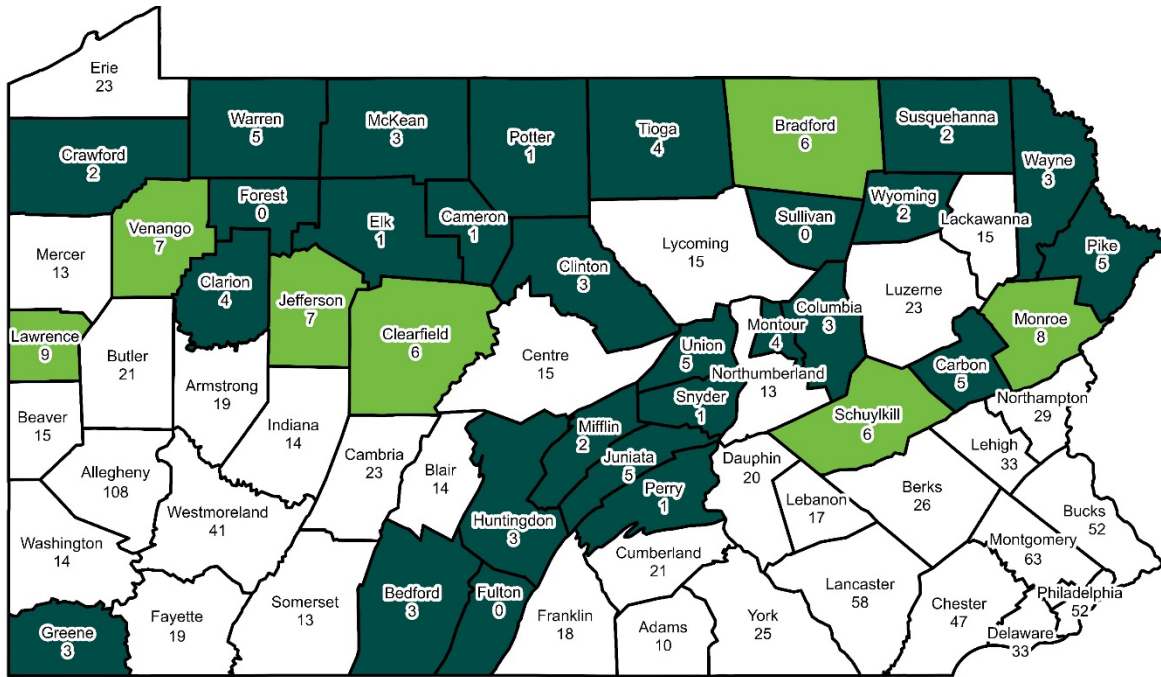 Erie
23
Warren
5
McKean
3
Potter
1
Tioga
4
Bradford
6
Susquehanna
2
Wayne
3
Crawford
2
Forest
0
Elk
1
Cameron
1
Sullivan
0
Wyoming
2
Lackawanna
15
Pike
5
Mercer
13
Venango
7
Clarion
4
Jefferson
7
Clearfield
6
Clinton
3
Lycoming
15
Columbia
3
Montour
4
Luzerne
23
Monroe
8
Lawrence
9
Butler
21
Armstrong
19
Centre
15
Union
5
Northumberland
13
Carbon
5
Snyder
1
Schuylkill
6
Northampton
29
Beaver
15
Indiana
14
Mifflin
2
Juniata
5
Perry
1
Dauphin
20
Lehigh
33
Allegheny
108
Cambria
23
Blair
14
Lebanon
17
Berks
26
Bucks
52
Westmoreland
41
Huntingdon
3
Washington
14
Cumberland
21
Montgomery
63
Lancaster
58
Philadelphia
52
Chester
47
Delaware
33
Greene
3
Fayette
19
Somerset
13
Bedford
3
Fulton
0
Franklin
18
Adams
10
York
25